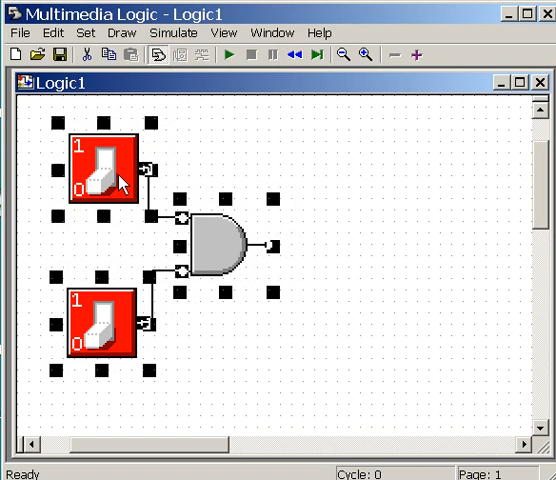 Multimedia Logic - Logic1
File Edit Set Draw Simulate View Window Help
Logic1
1
0
1
0
Ready Cycle: 0 Page: 1